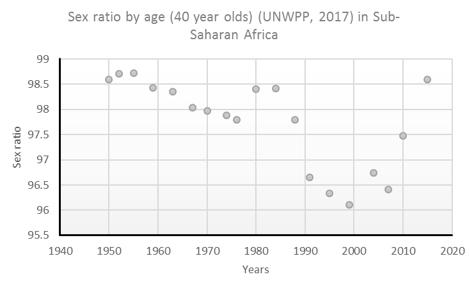 Sex ratio by age (40 year olds) (UNWPP, 2017) in Sub-
Saharan Africa
99
98.5
98
97.5
97
96.5
96
95.5
Sex ratio
1940 1950 1960 1970 1980 1990 2000 2010 2020
Years